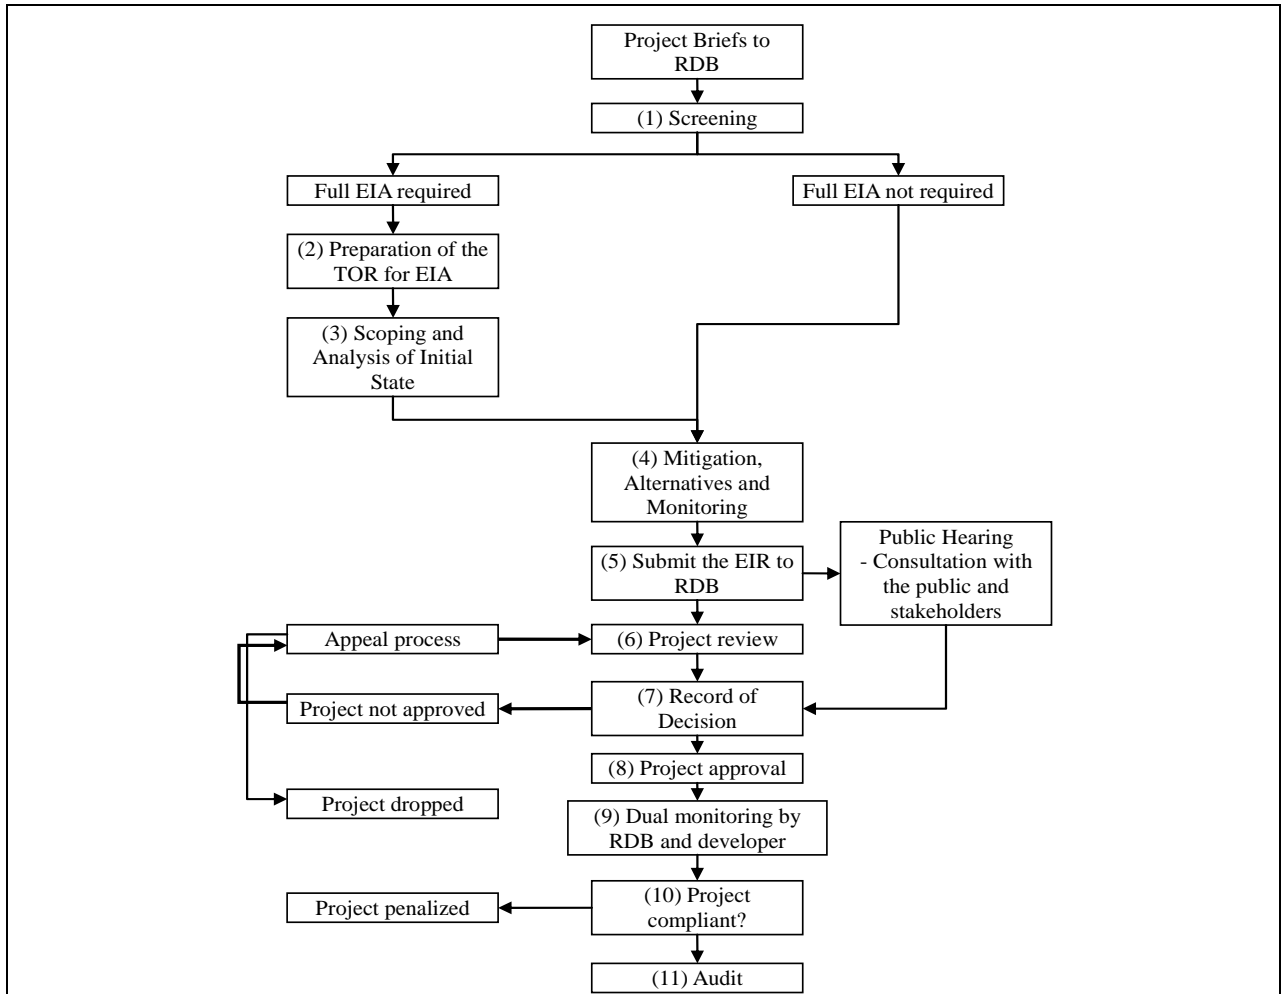 Project Briefs to
RDB
(1) Screening
Full EIA required
Full EIA not required
(2) Preparation of the
TOR for EIA
(3) Scoping and
Analysis of Initial
State
(4) Mitigation,
Alternatives and
Monitoring
(5) Submit the EIR to
RDB
Public Hearing
- Consultation with
the public and
stakeholders
Appeal process
(6) Project review
Project not approved
(7) Record of
Decision
(8) Project approval
Project dropped
(9) Dual monitoring by
RDB and developer
Project penalized
(10) Project
compliant?
(11) Audit